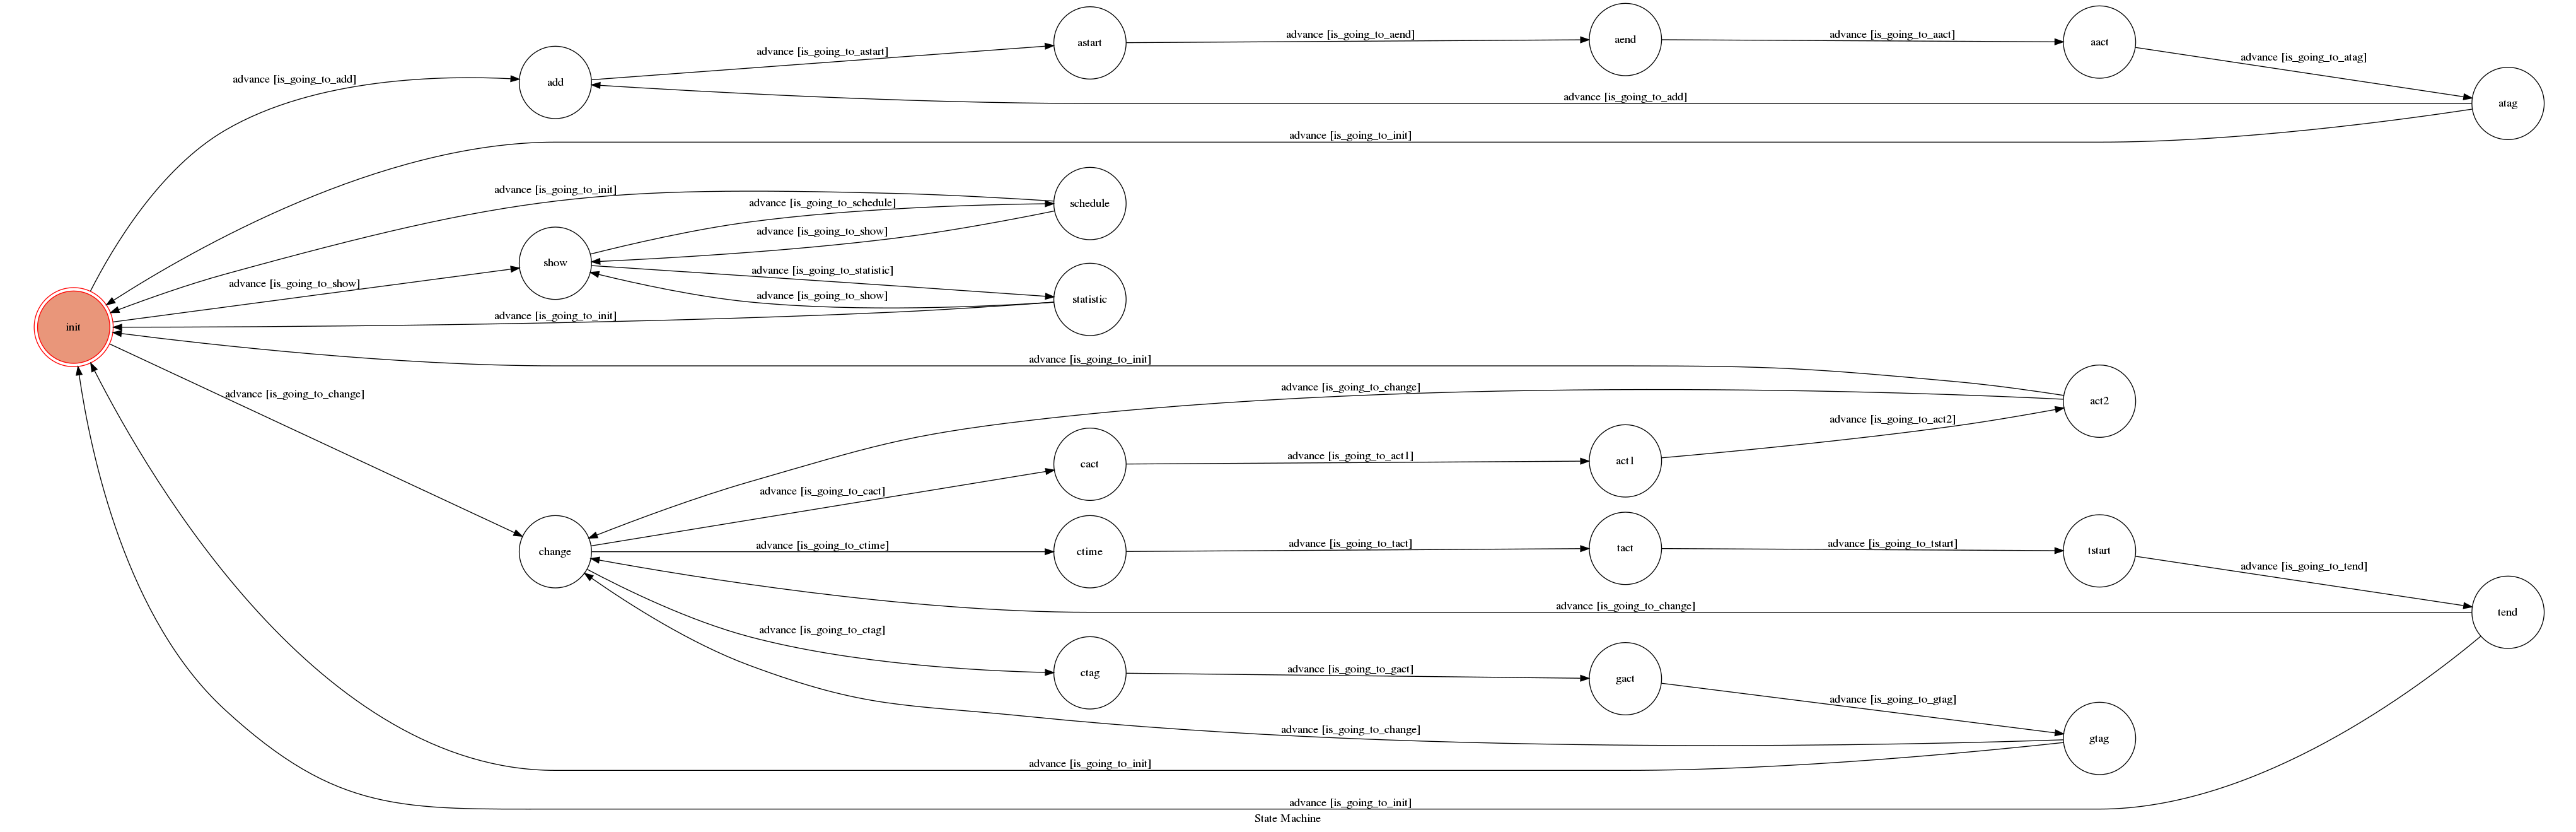 advance [is_going_to_add]
add
advance [is_going_to_astart]
astart
advance [is_going_to_aend]
aend
advance [is_going_to_aact]
aact
advance [is_going_to_atag]
atag
advance [is_going_to_add]
advance [is_going_to_init]
advance [is_going_to_init]
advance [is_going_to_schedule]
schedule
advance [is_going_to_show]
show
advance [is_going_to_show]
advance [is_going_to_statistic]
advance [is_going_to_show]
statistic
advance [is_going_to_init]
init
advance [is_going_to_init]
advance [is_going_to_change]
advance [is_going_to_change]
act2
advance [is_going_to_act2]
cact
advance [is_going_to_act1]
act1
advance [is_going_to_cact]
change
advance [is_going_to_ctime]
ctime
advance [is_going_to_tact]
tact
advance [is_going_to_tstart]
tstart
advance [is_going_to_tend]
tend
advance [is_going_to_change]
advance [is_going_to_ctag]
ctag
advance [is_going_to_gact]
gact
advance [is_going_to_gtag]
gtag
advance [is_going_to_change]
advance [is_going_to_init]
advance [is_going_to_init]
State Machine